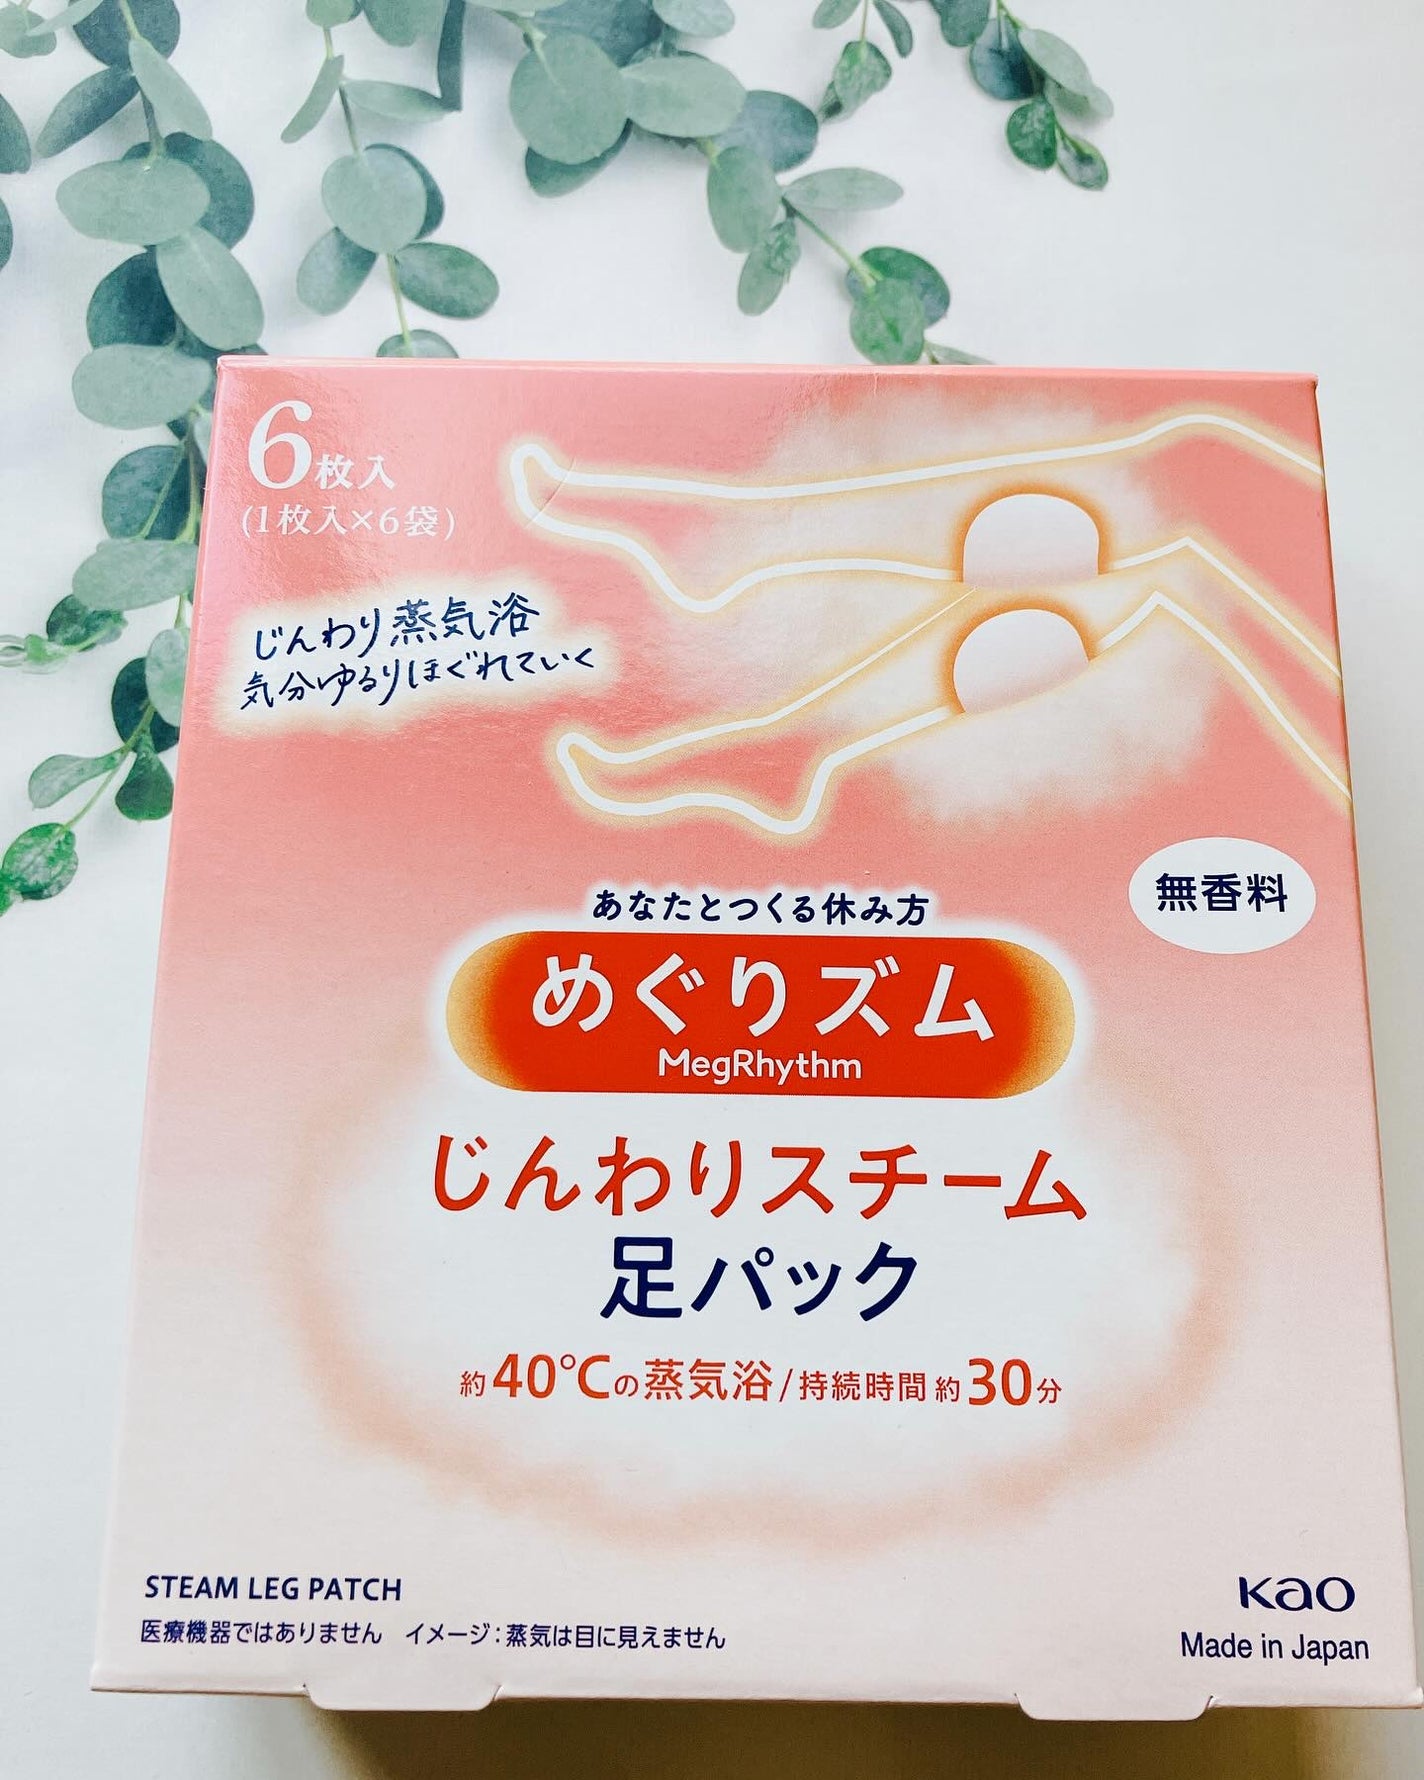 6枚入
(1枚入×6袋)
じんわり蒸気浴
気分ゆるりほぐれていく
無香料
あなたとつくる休み方
めぐりズム
MegRhythm
じんわりスチーム
足パック
約40℃の蒸気浴/持続時間 約30分
STEAM LEG PATCH
医療機器ではありません イメージ:蒸気は目に見えません
Kao
Made in Japan